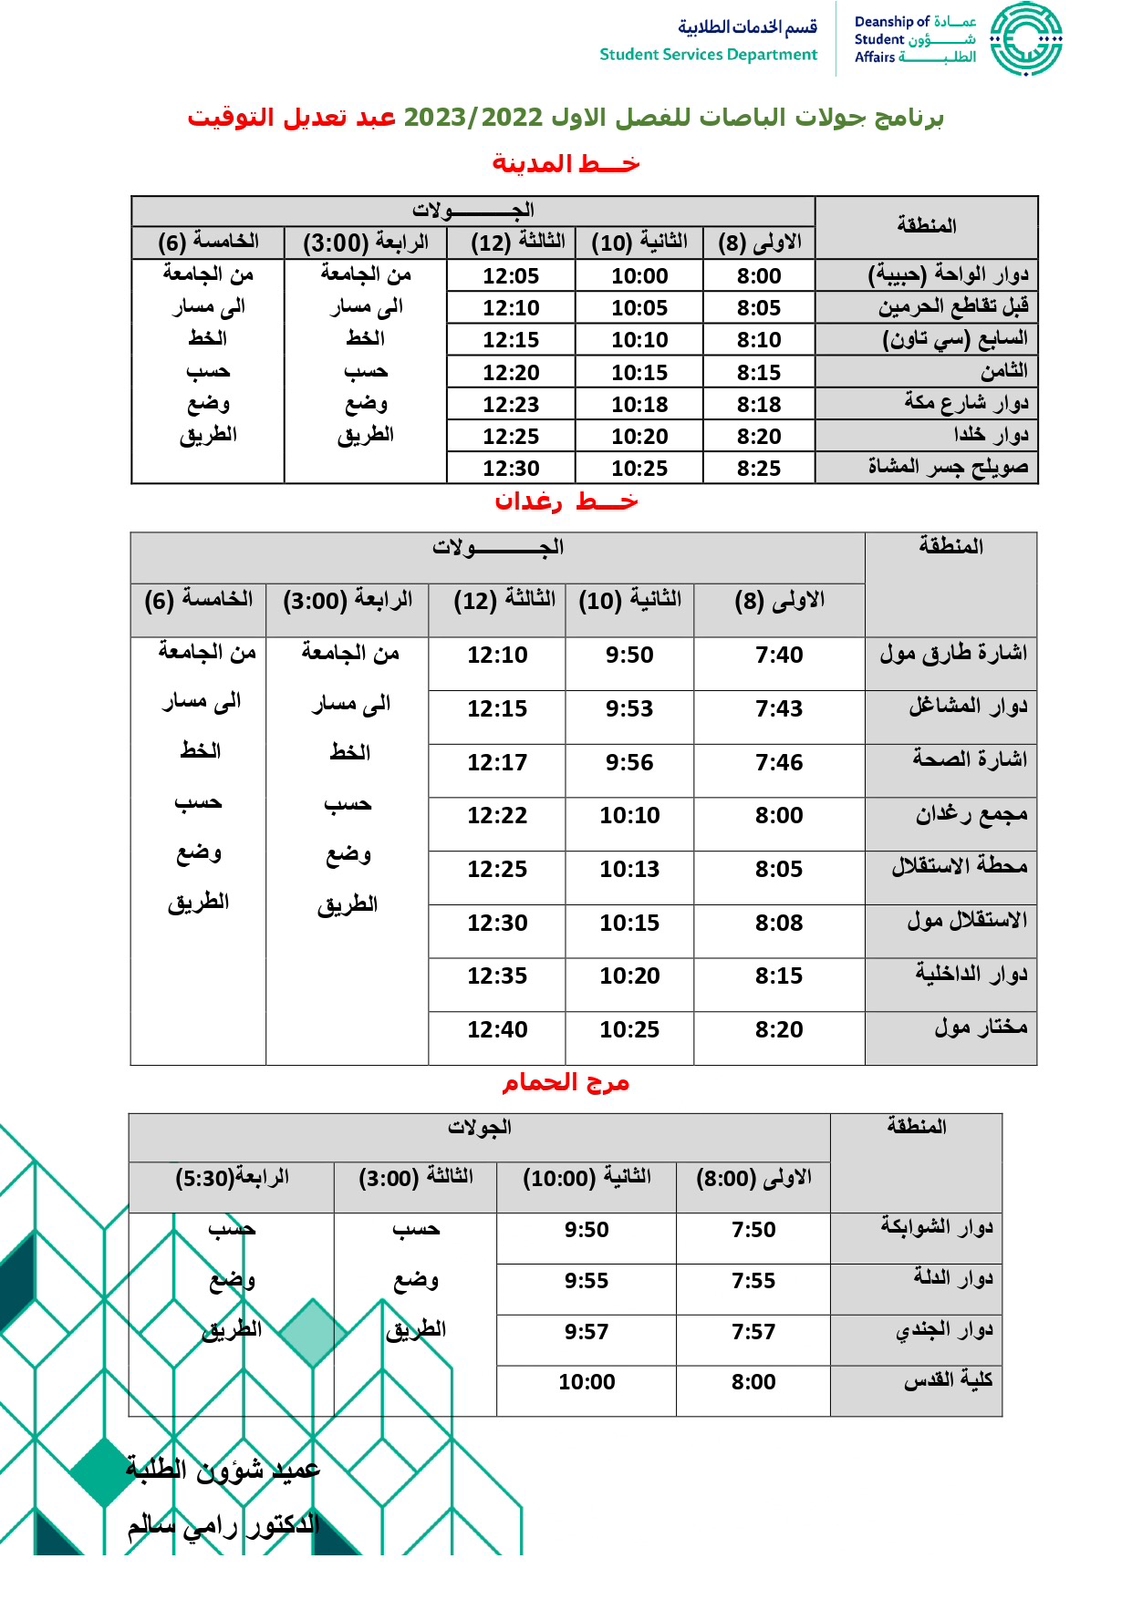 قسم الخدمات الطلابية
Student Services Department
Deanship of
Student
Affairs
عمـــادة
شـــــــؤون
الطلـبـــــــــة
برنامج جولات الباصات للفصل الاول 2023/2022 عبد تعديل التوقيت
خـــط المدينة
المنطقة الجـــــــــــولات
الاولى (8) الثانية (10) الثالثة (12) الرابعة (3:00) الخامسة (6)
دوار الواحة (حبيبة) 8:00 10:00 12:05 من الجامعة من الجامعة
قبل تقاطع الحرمين 8:05 10:05 12:10 الى مسار الى مسار
السابع (سي تاون) 8:10 10:10 12:15 الخط الخط
الثامن 8:15 10:15 12:20 حسب حسب
دوار شارع مكة 8:18 10:18 12:23 وضع وضع
دوار خلدا 8:20 10:20 12:25 الطريق الطريق
صويلح جسر المشاة 8:25 10:25 12:30
خـــط رغدان
المنطقة الجـــــــــــولات
الاولى (8) الثانية (10) الثالثة (12) الرابعة (3:00) الخامسة (6)
اشارة طارق مول 7:40 9:50 12:10 من الجامعة من الجامعة
دوار المشاغل 7:43 9:53 12:15 الى مسار الى مسار
اشارة الصحة 7:46 9:56 12:17 الخط الخط
مجمع رغدان 8:00 10:10 12:22 حسب حسب
محطة الاستقلال 8:05 10:13 12:25 وضع وضع
الاستقلال مول 8:08 10:15 12:30 الطريق الطريق
دوار الداخلية 8:15 10:20 12:35
مختار مول 8:20 10:25 12:40
مرج الحمام
المنطقة الجولات
الاولى (8:00) الثانية (10:00) الثالثة (3:00) الرابعة(5:30)
دوار الشوابكة 7:50 9:50 حسب حسب
دوار الدلة 7:55 9:55 وضع وضع
دوار الجندي 7:57 9:57 الطريق الطريق
كلية القدس 8:00 10:00
عميد شؤون الطلبة
الدكتور رامي سالم